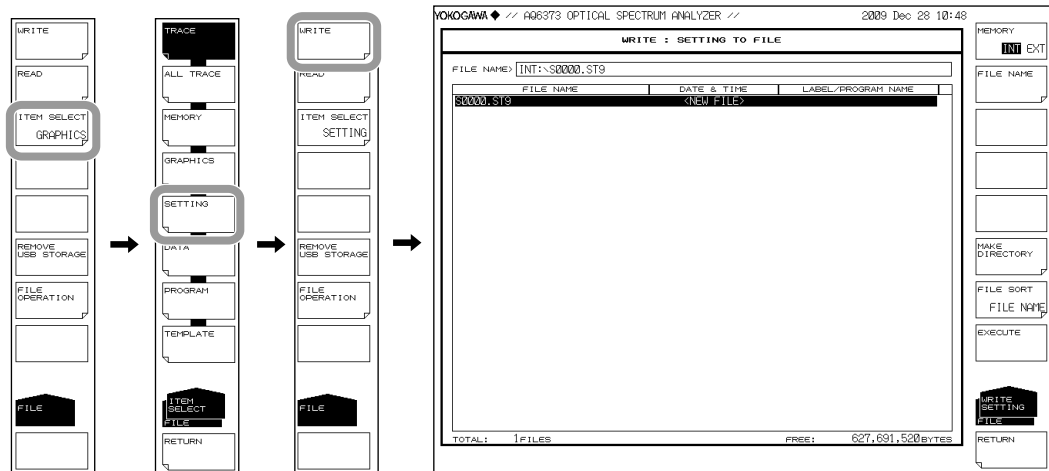 WRITE
READ
ITEM SELECT
GRAPHICS
REMOVE
USB STORAGE
FILE
OPERATION
FILE
TRACE
ALL TRACE
MEMORY
GRAPHICS
SETTING
DATA
PROGRAM
TEMPLATE
ITEM
SELECT
FILE
RETURN
WRITE
READ
ITEM SELECT
SETTING
REMOVE
USB STORAGE
FILE
OPERATION
FILE
YOKOGAWA // AQ6373 OPTICAL SPECTRUM ANALYZER // 2009 Dec 28 10:48
WRITE : SETTING TO FILE
FILE NAME> INT:\S0000.ST9
FILE NAME DATE & TIME LABEL/PROGRAM NAME
S0000.ST9 <NEW FILE>
TOTAL: 1FILES FREE: 627,691,520BYTES
MEMORY
INT EXT
FILE NAME
MAKE
DIRECTORY
FILE SORT
FILE NAME
EXECUTE
WRITE
SETTING
FILE
RETURN